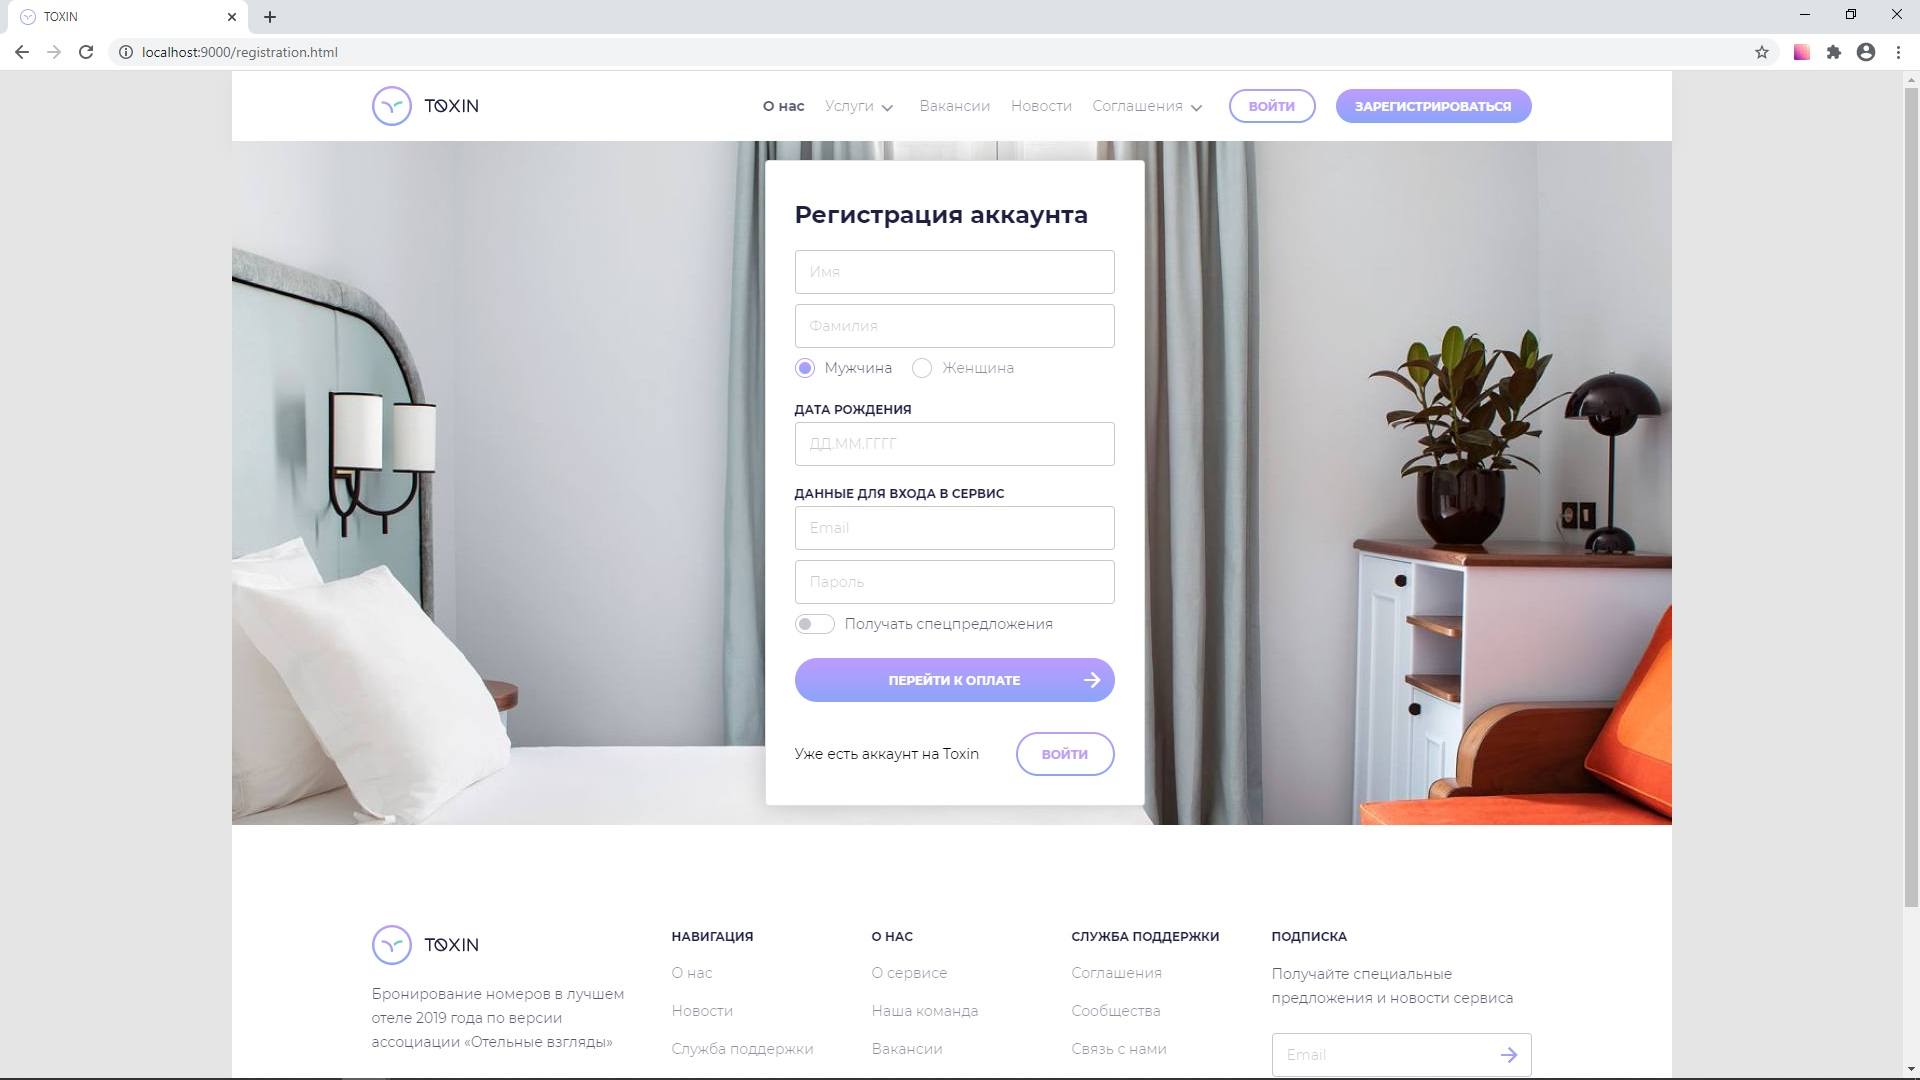 TOXIN
localhost:9000/registration.html
TOXIN
О нас
Услуги
Вакансии
Новости
Соглашения
ВОЙТИ
ЗАРЕГИСТРИРОВАТЬСЯ
Регистрация аккаунта
Имя
Фамилия
Мужчина
Женщина
ДАТА РОЖДЕНИЯ
ДД.ММ.ГГГГ
ДАННЫЕ ДЛЯ ВХОДА В СЕРВИС
Email
Пароль
Получать спецпредложения
ПЕРЕЙТИ К ОПЛАТЕ
Уже есть аккаунт на Toxin
ВОЙТИ
TOXIN
Бронирование номеров в лучшем
отеле 2019 года по версии
ассоциации «Отельные взгляды»
НАВИГАЦИЯ
О нас
Новости
Служба поддержки
О НАС
О сервисе
Наша команда
Вакансии
СЛУЖБА ПОДДЕРЖКИ
Соглашения
Сообщества
Связь с нами
ПОДПИСКА
Получайте специальные
предложения и новости сервиса
Email